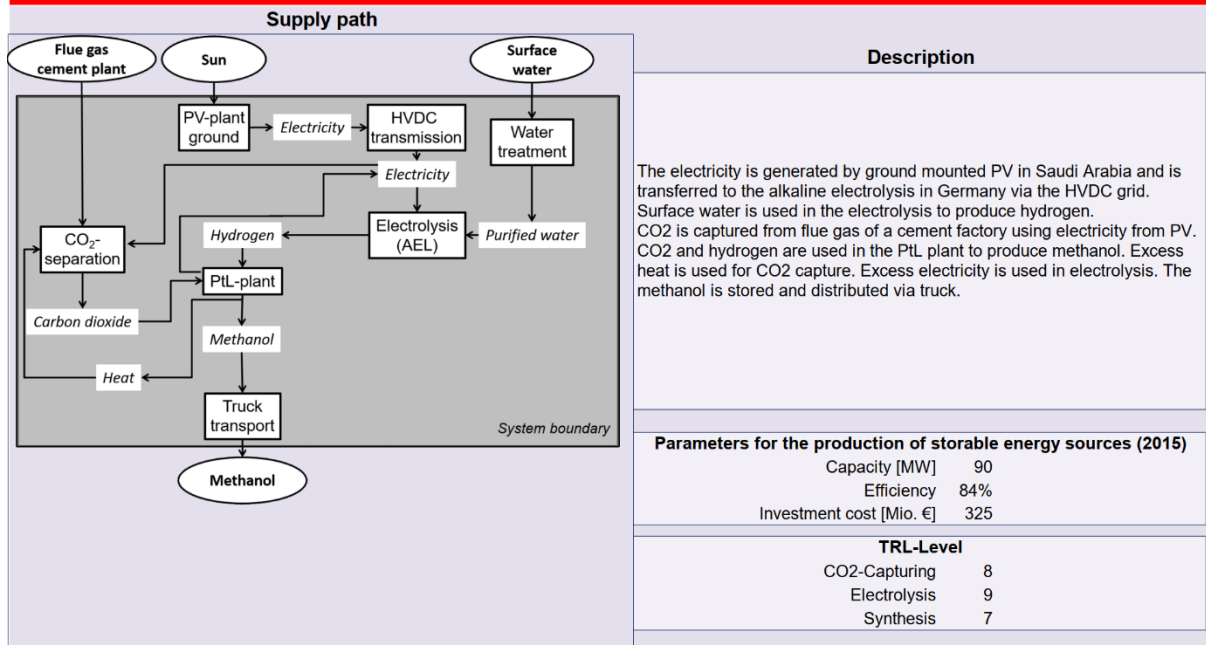 Supply path
Flue gas
cement plant
Sun
Surface
water
PV-plant
ground
Electricity
HVDC
transmission
Water
treatment
Electricity
CO₂-
separation
Hydrogen
Electrolysis
(AEL)
Purified water
PtL-plant
Carbon dioxide
Methanol
Heat
Truck
transport
System boundary
Methanol
Description
The electricity is generated by ground mounted PV in Saudi Arabia and is
transferred to the alkaline electrolysis in Germany via the HVDC grid.
Surface water is used in the electrolysis to produce hydrogen.
CO2 is captured from flue gas of a cement factory using electricity from PV.
CO2 and hydrogen are used in the PtL plant to produce methanol. Excess
heat is used for CO2 capture. Excess electricity is used in electrolysis. The
methanol is stored and distributed via truck.
Parameters for the production of storable energy sources (2015)
Capacity [MW] 90
Efficiency 84%
Investment cost [Mio. €] 325
TRL-Level
CO2-Capturing 8
Electrolysis 9
Synthesis 7